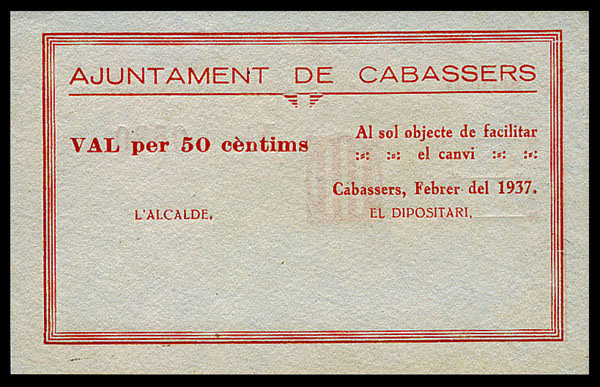 AJUNTAMENT DE CABASSERS
VAL per 50 cèntims
Al sol objecte de facilitar
:-: :-: el canvi :-: :-:
Cabassers, Febrer del 1937.
L'ALCALDE,
EL DIPOSITARI,